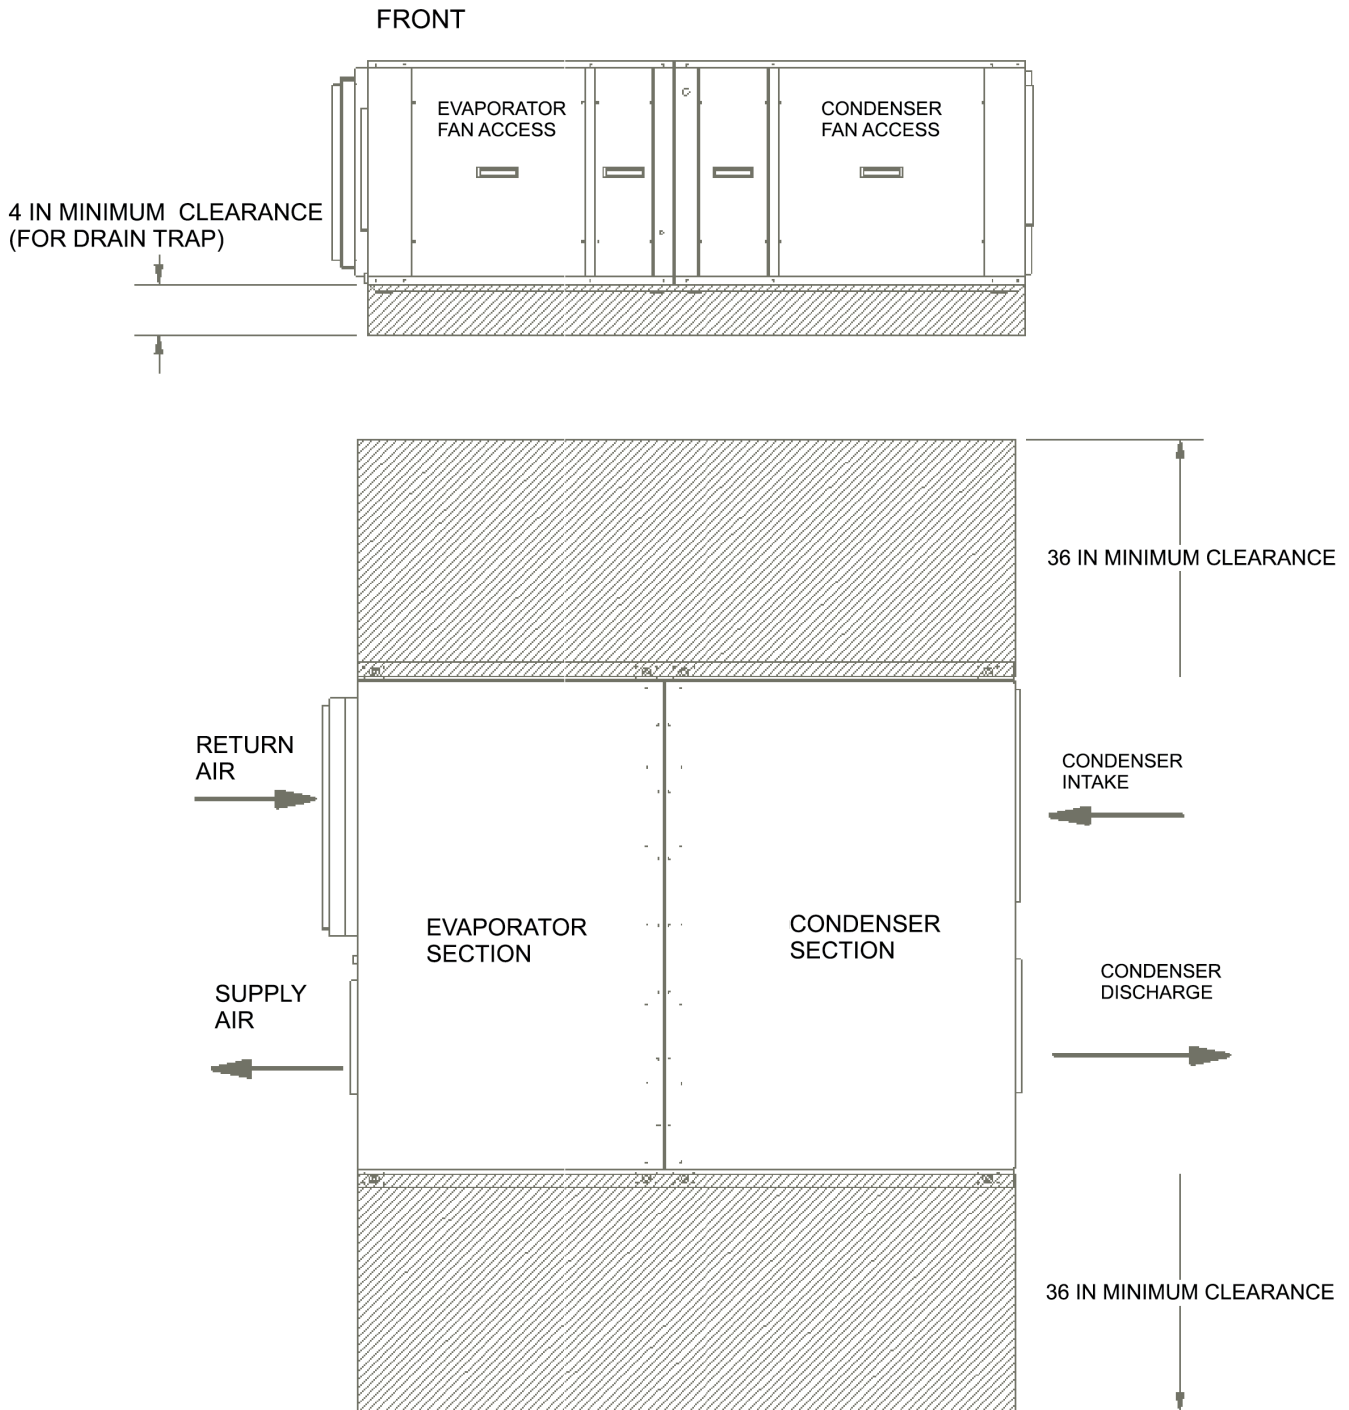 FRONT
EVAPORATOR
FAN ACCESS
CONDENSER
FAN ACCESS
4 IN MINIMUM CLEARANCE
(FOR DRAIN TRAP)
36 IN MINIMUM CLEARANCE
RETURN
AIR
CONDENSER
INTAKE
EVAPORATOR
SECTION
CONDENSER
SECTION
SUPPLY
AIR
CONDENSER
DISCHARGE
36 IN MINIMUM CLEARANCE